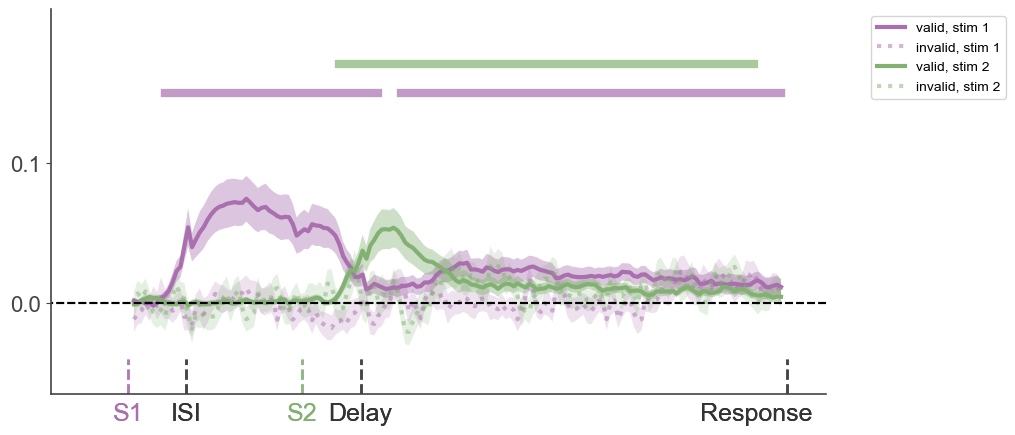 valid, stim 1
invalid, stim 1
valid, stim 2
invalid, stim 2
0.1
0.0
S1 ISI S2 Delay Response